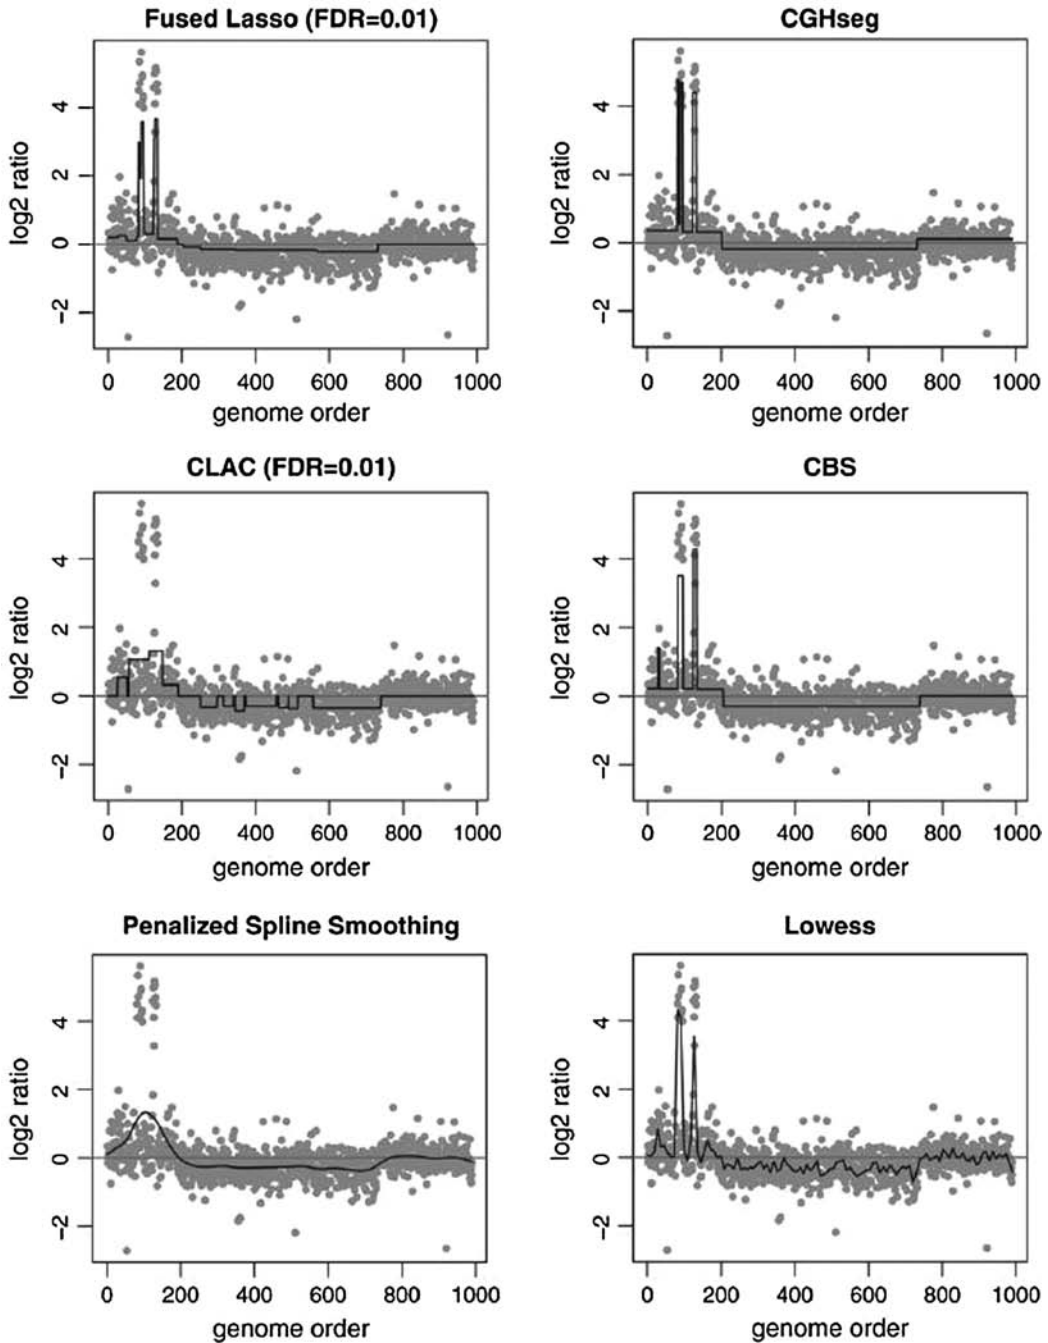 Fused Lasso (FDR=0.01)
log2 ratio
4
2
0
−2
0 200 400 600 800 1000
genome order
CGHseg
log2 ratio
4
2
0
−2
0 200 400 600 800 1000
genome order
CLAC (FDR=0.01)
log2 ratio
4
2
0
−2
0 200 400 600 800 1000
genome order
CBS
log2 ratio
4
2
0
−2
0 200 400 600 800 1000
genome order
Penalized Spline Smoothing
log2 ratio
4
2
0
−2
0 200 400 600 800 1000
genome order
Lowess
log2 ratio
4
2
0
−2
0 200 400 600 800 1000
genome order